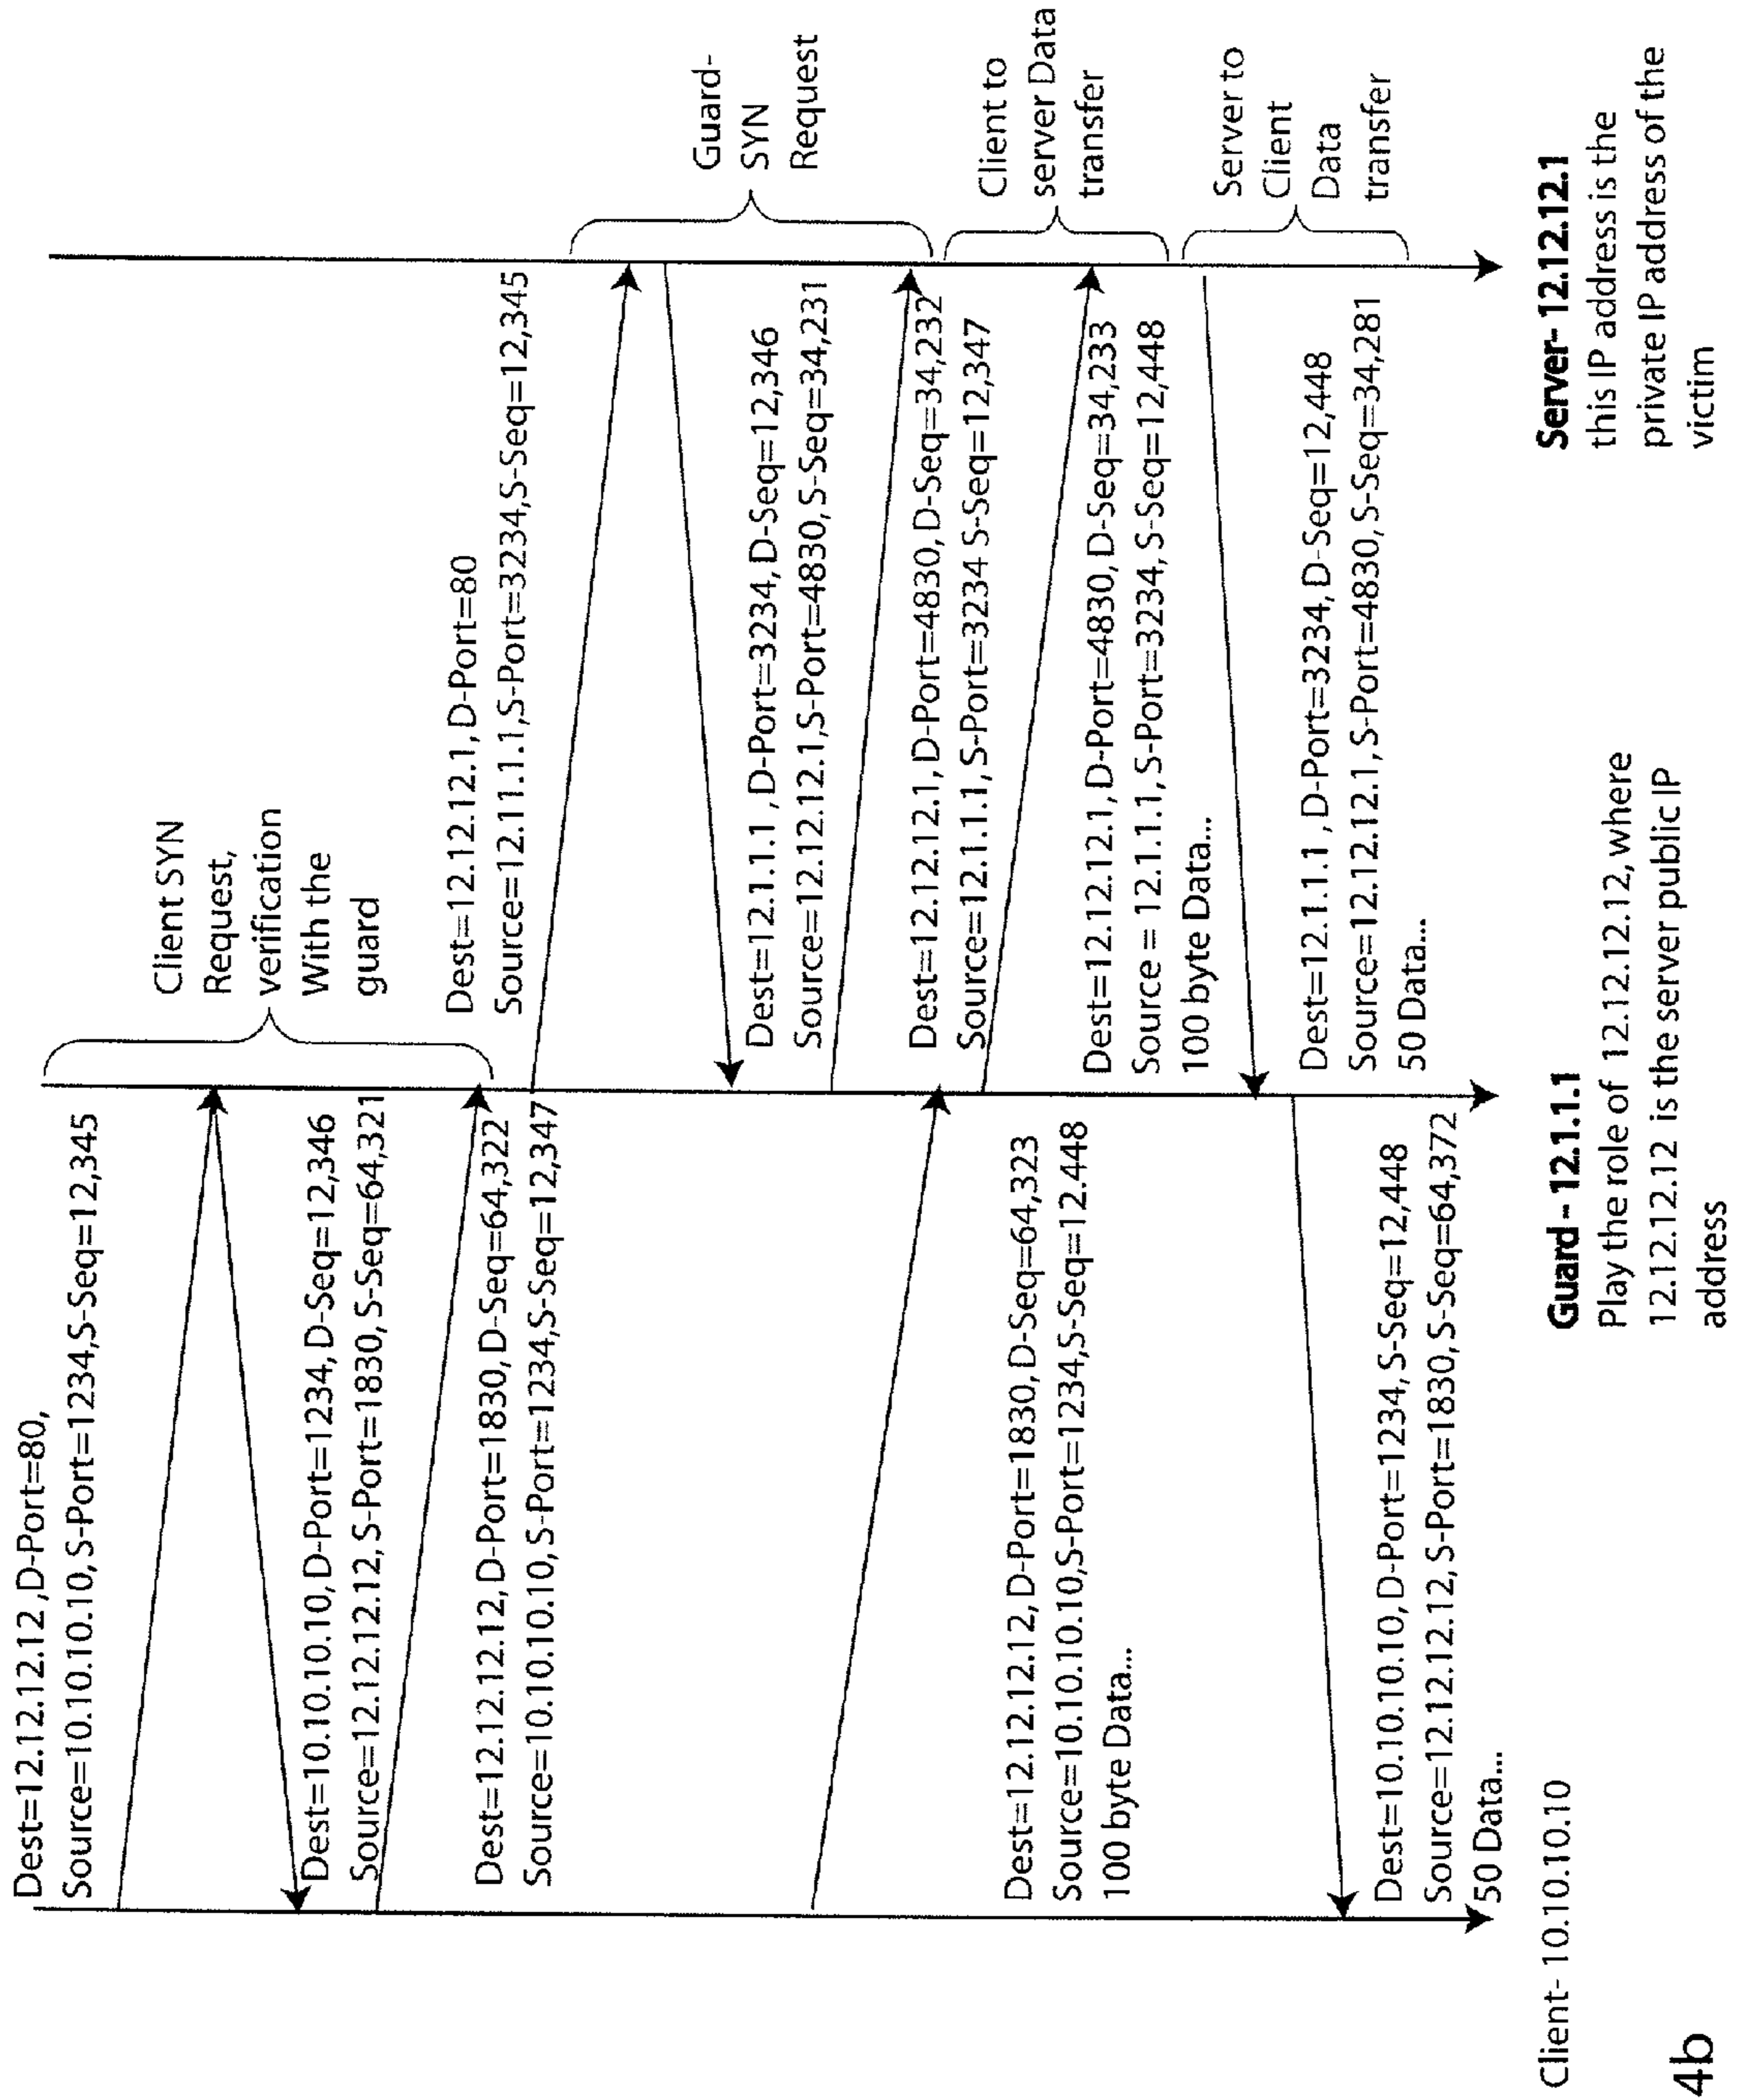 Dest=12.12.12.12 ,D-Port=80,
Source=10.10.10.10,S-Port=1234,S-Seq=12,345
Client SYN
Request,
verification
With the
guard
Dest=10.10.10.10, D-Port=1234, D-Seq=12,346
Source=12.12.12.12, S-Port=1830, S-Seq=64,321
Dest=12.12.12.12, D-Port=1830, D-Seq=64,322
Source=10.10.10.10, S-Port=1234,S-Seq=12,347
Dest=12.12.12.1, D-Port=80
Source=12.11.1.1,S-Port=3234,S-Seq=12,345
Guard-
SYN
Request
Dest=12.1.1.1 , D-Port=3234, D-Seq=12,346
Source=12.12.12.1,S-Port=4830, S-Seq=34,231
Dest=12.12.12.1, D-Port=4830, D-Seq=34,232
Source=12.1.1.1, S-Port=3234 S-Seq=12,347
Client to
server Data
transfer
Dest=12.12.12.12, D-Port=1830, D-Seq=64,323
Source=10.10.10.10,S-Port=1234,S-Seq=12.448
100 byte Data...
Dest=12.12.12.1, D-Port=4830, D-Seq=34,233
Source = 12.1.1.1, S-Port=3234, S-Seq=12,448
100 byte Data...
Server to
Client
Data
transfer
Dest=12.1.1.1 , D-Port=3234, D-Seq=12,448
Source=12.12.12.1, S-Port=4830, S-Seq=34,281
50 Data...
Dest=10.10.10.10, D-Port=1234, S-Seq=12,448
Source=12.12.12.12, S-Port=1830, S-Seq=64,372
50 Data...
Client- 10.10.10.10
Guard - 12.1.1.1
Play the role of 12.12.12.12, where
12.12.12.12 is the server public IP
address
Server- 12.12.12.1
this IP address is the
private IP address of the
victim
4b